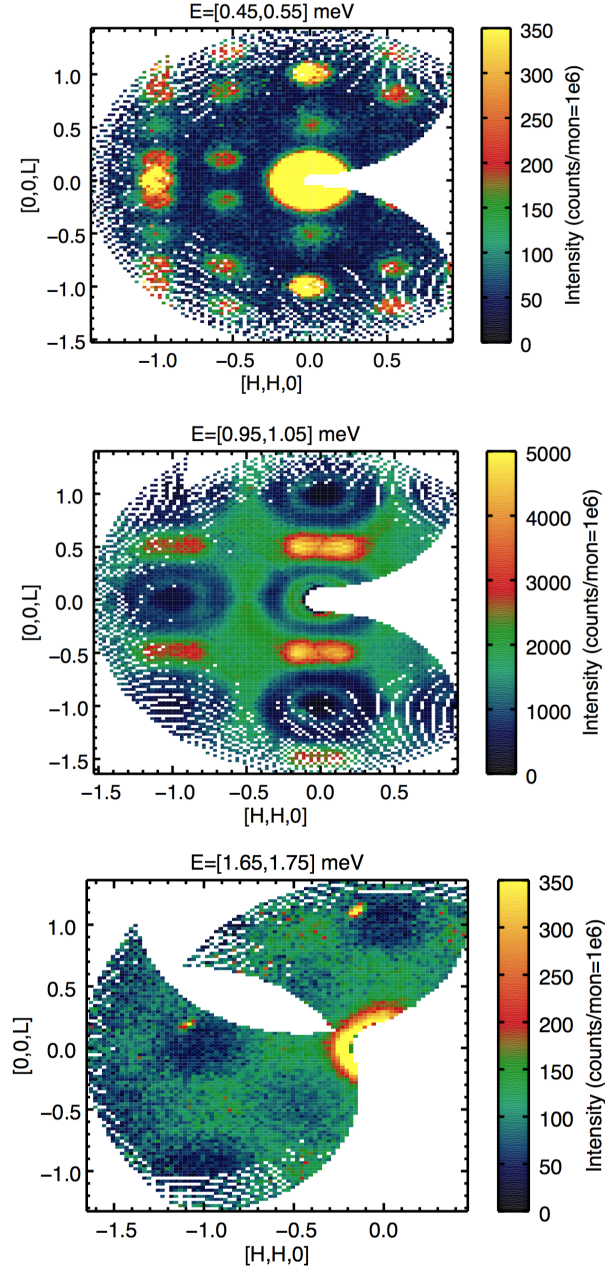 E=[0.45,0.55] meV
350
300
250
200
150
100
50
0
Intensity (counts/mon=1e6)
1.0
0.5
0.0
−0.5
−1.0
−1.5
[0,0,L]
−1.0 −0.5 0.0 0.5
[H,H,0]
E=[0.95,1.05] meV
5000
4000
3000
2000
1000
0
Intensity (counts/mon=1e6)
1.0
0.5
0.0
−0.5
−1.0
−1.5
[0,0,L]
−1.5 −1.0 −0.5 0.0 0.5
[H,H,0]
E=[1.65,1.75] meV
350
300
250
200
150
100
50
0
Intensity (counts/mon=1e6)
1.0
0.5
0.0
−0.5
−1.0
[0,0,L]
−1.5 −1.0 −0.5 0.0
[H,H,0]